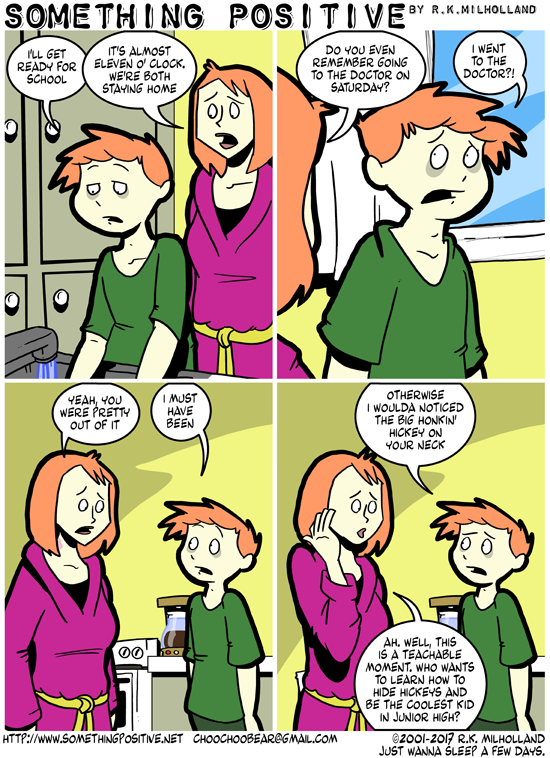 SOMETHING POSITIVE BY R.K.MILHOLLAND
I'LL GET
READY FOR
SCHOOL
IT'S ALMOST
ELEVEN O' CLOCK.
WE'RE BOTH
STAYING HOME
DO YOU EVEN
REMEMBER GOING
TO THE DOCTOR ON
SATURDAY?
I WENT
TO THE
DOCTOR?!
YEAH, YOU
WERE PRETTY
OUT OF IT
I MUST
HAVE
BEEN
OTHERWISE
I WOULDA NOTICED
THE BIG HONKIN'
HICKEY ON
YOUR NECK
AH. WELL, THIS
IS A TEACHABLE
MOMENT. WHO WANTS
TO LEARN HOW TO
HIDE HICKEYS AND
BE THE COOLEST KID
IN JUNIOR HIGH?
HTTP://WWW.SOMETHINGPOSITIVE.NET CHOOCHOOBEAR@GMAIL.COM ©2001-2017 R.K. MILHOLLAND
JUST WANNA SLEEP A FEW DAYS.